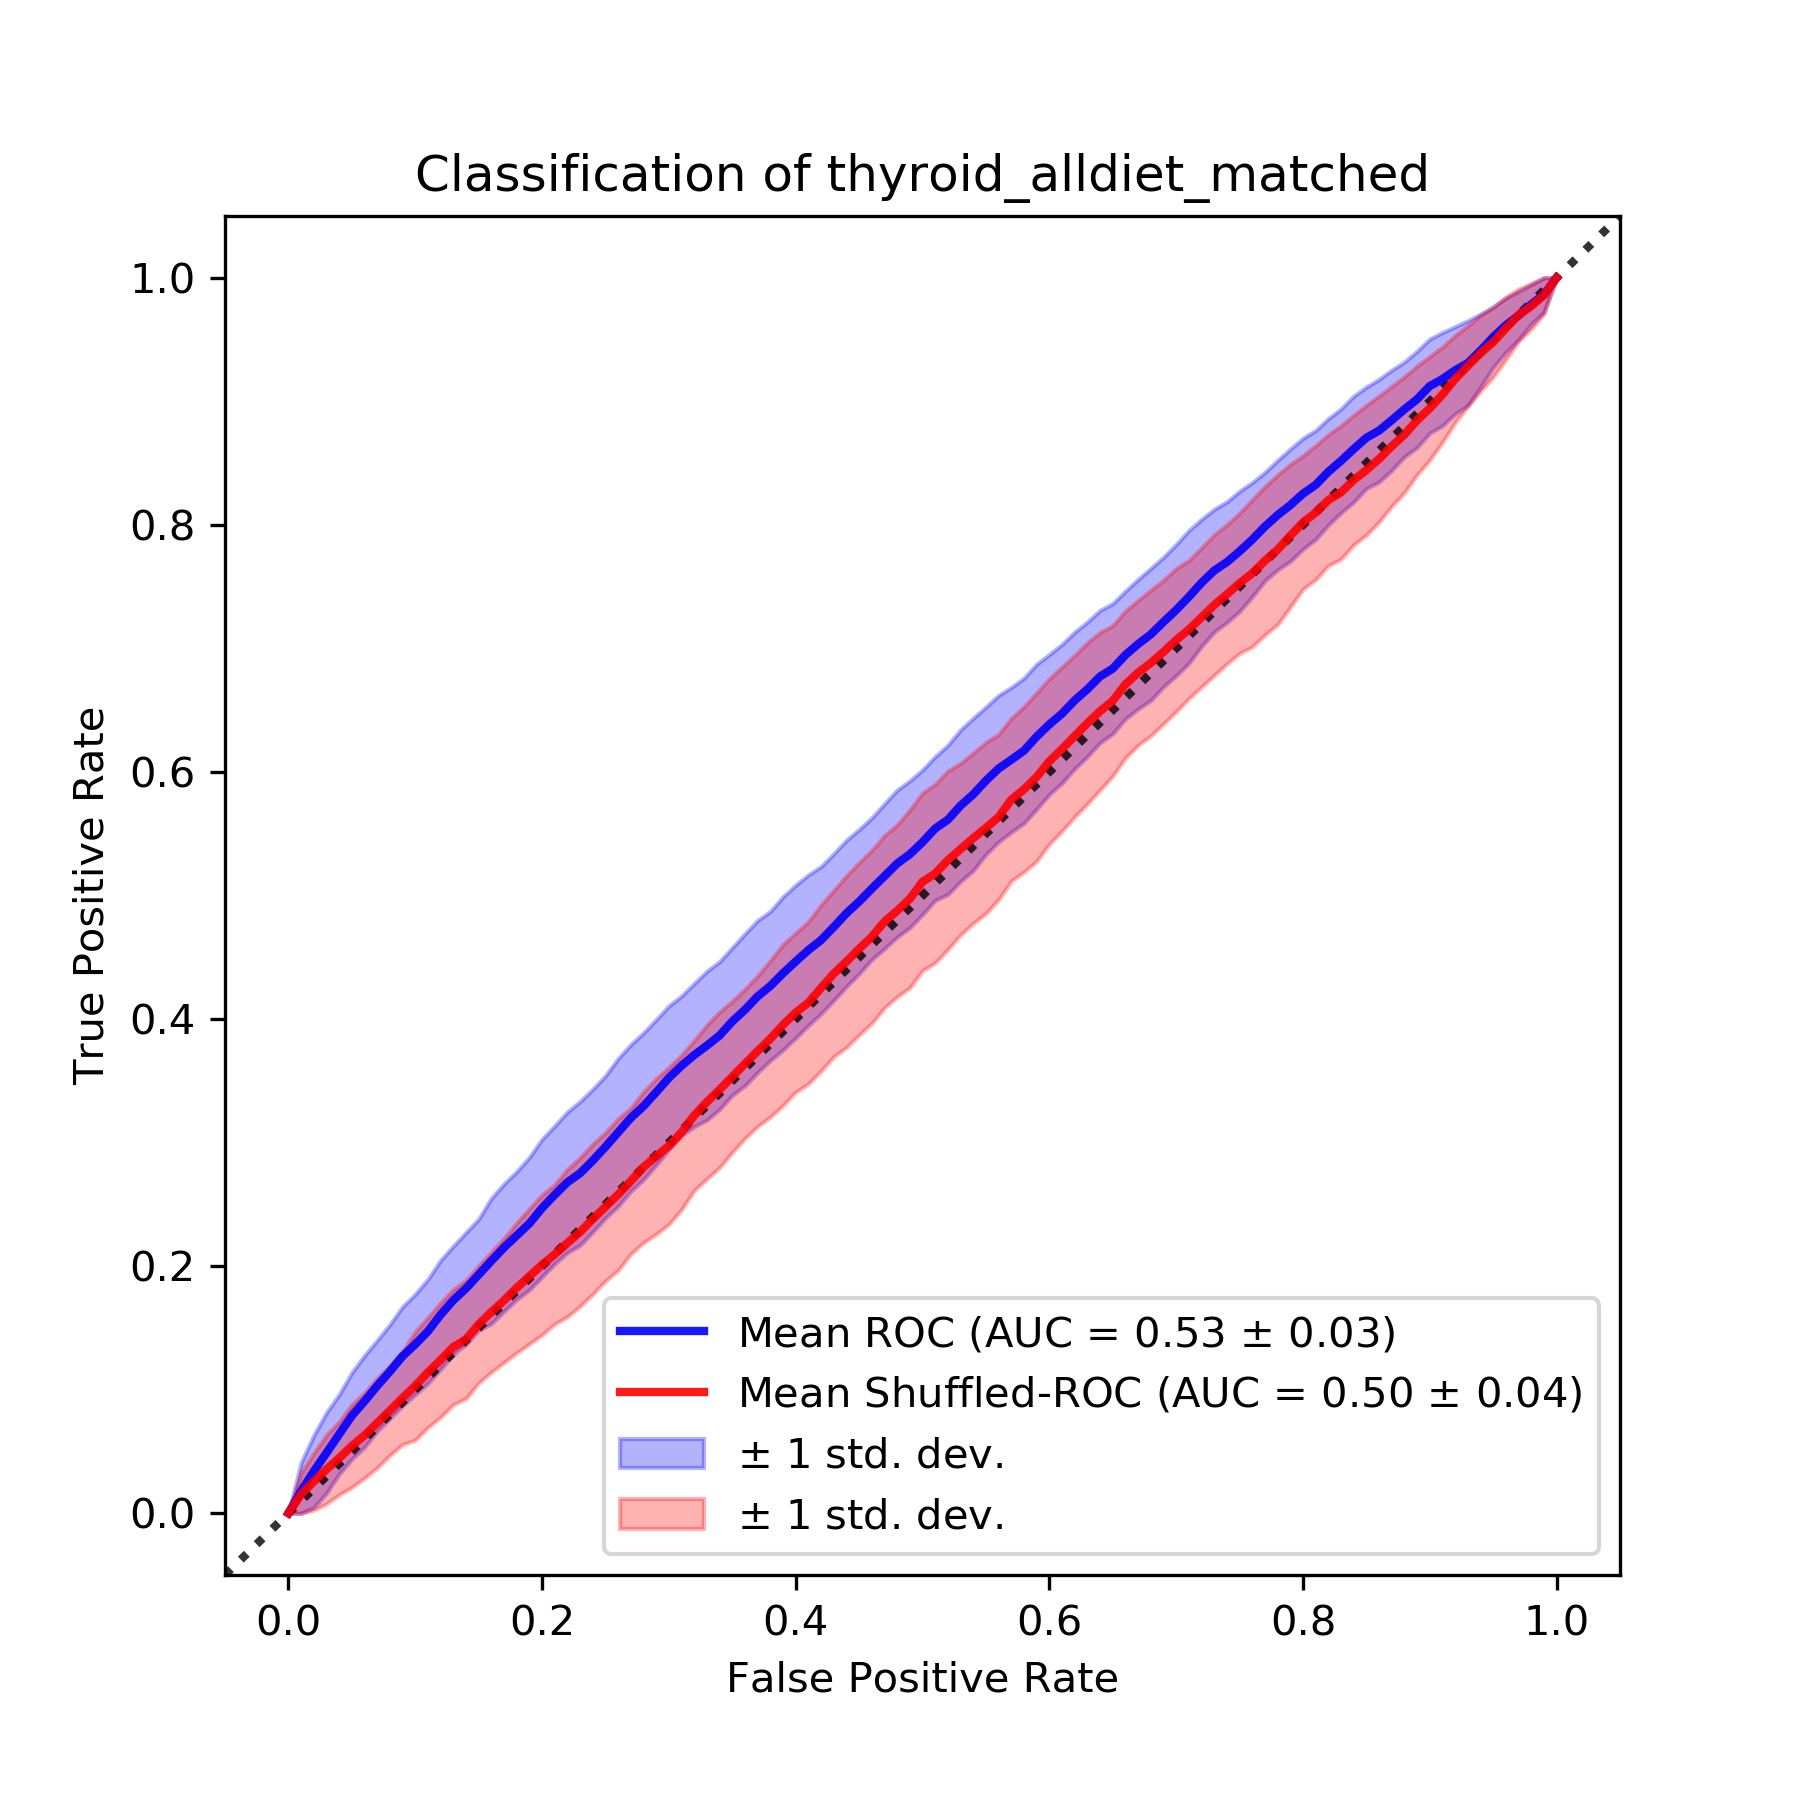 Classification of thyroid_alldiet_matched
1.0
0.8
0.6
0.4
0.2
0.0
True Positive Rate
Mean ROC (AUC = 0.53 ± 0.03)
Mean Shuffled-ROC (AUC = 0.50 ± 0.04)
± 1 std. dev.
± 1 std. dev.
0.0 0.2 0.4 0.6 0.8 1.0
False Positive Rate